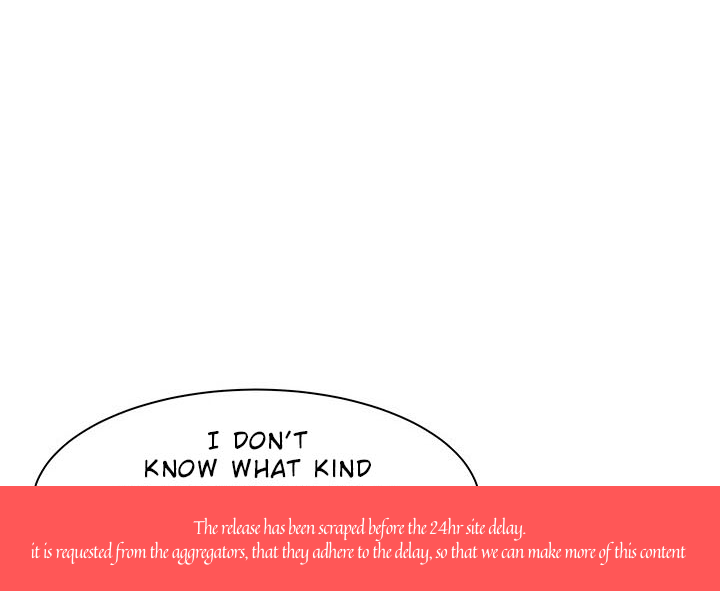 I DON'T
KNOW WHAT KIND
The release has been scraped before the 24hr site delay.
it is requested from the aggregators, that they adhere to the delay, so that we can make more of this content